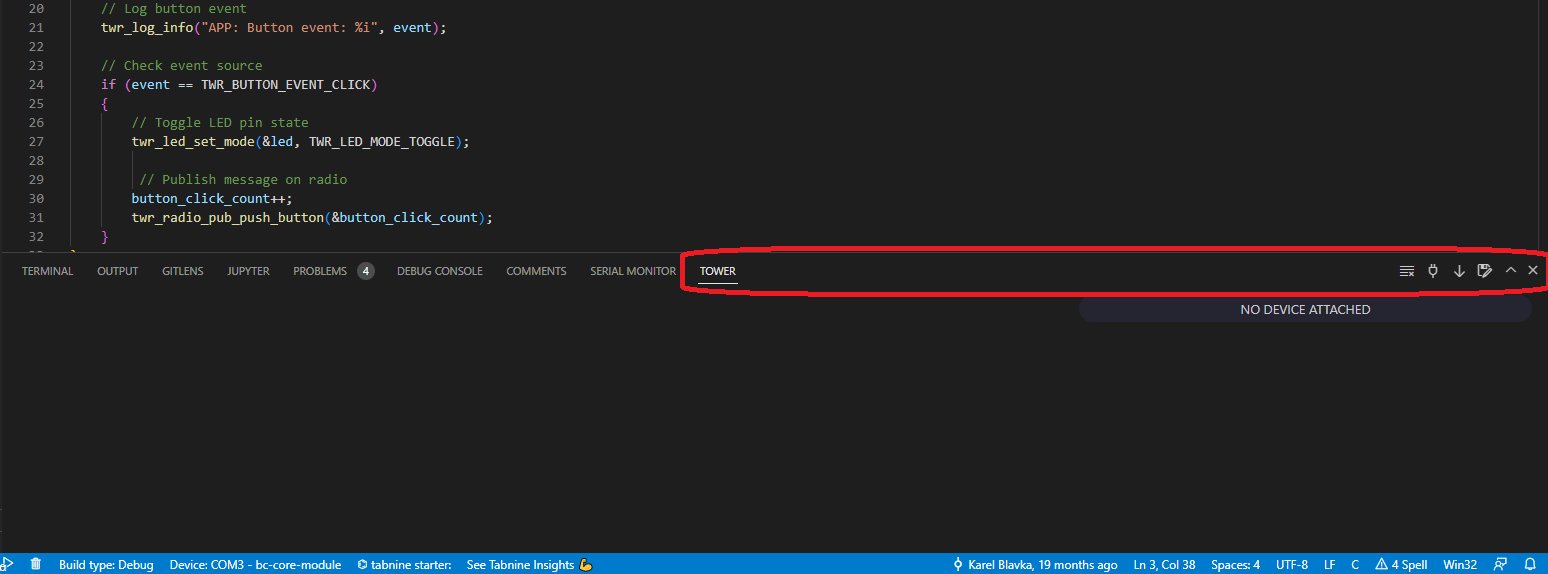 20 // Log button event
21 twr_log_info("APP: Button event: %i", event);
22
23 // Check event source
24 if (event == TWR_BUTTON_EVENT_CLICK)
25 {
26 // Toggle LED pin state
27 twr_led_set_mode(&led, TWR_LED_MODE_TOGGLE);
28
29 // Publish message on radio
30 button_click_count++;
31 twr_radio_pub_push_button(&button_click_count);
32 }
TERMINAL OUTPUT GITLENS JUPYTER PROBLEMS 4 DEBUG CONSOLE COMMENTS SERIAL MONITOR TOWER
NO DEVICE ATTACHED
Build type: Debug Device: COM3 - bc-core-module tabnine starter: See Tabnine Insights 💪 Karel Blavka, 19 months ago Ln 3, Col 38 Spaces: 4 UTF-8 LF C 4 Spell Win32